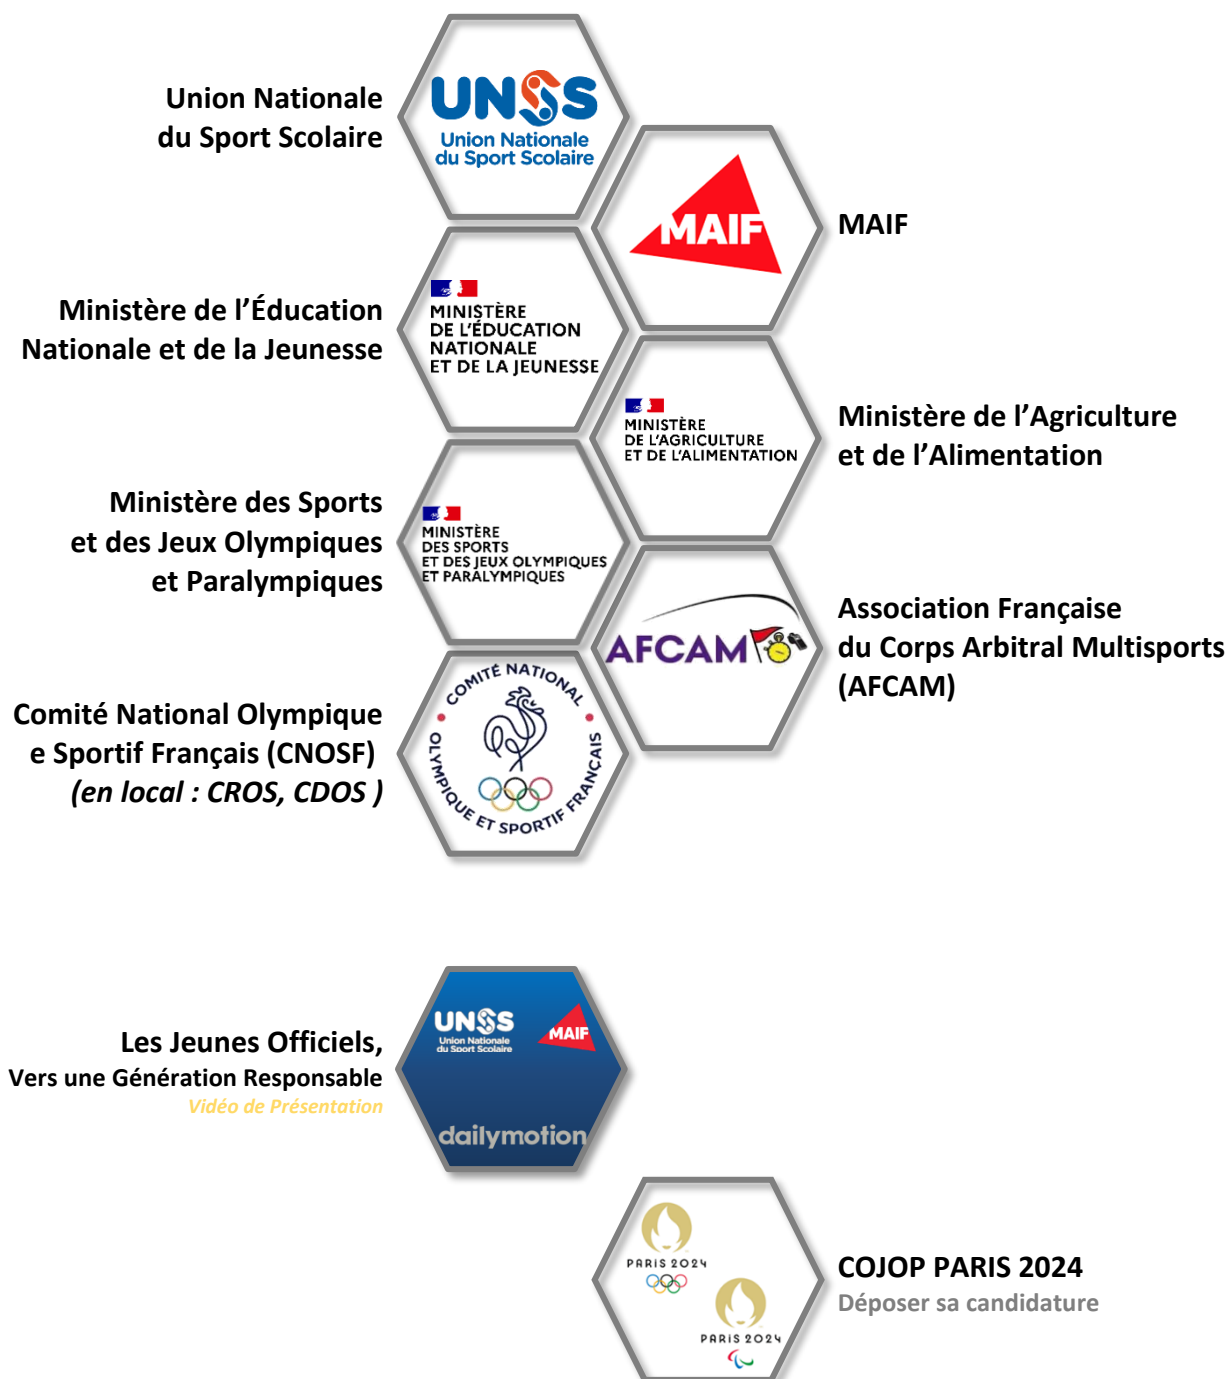 Union Nationale
du Sport Scolaire
UNSS
Union Nationale
du Sport Scolaire
MAIF
MAIF
Ministère de l’Éducation
Nationale et de la Jeunesse
MINISTÈRE
DE L’ÉDUCATION
NATIONALE
ET DE LA JEUNESSE
MINISTÈRE
DE L’AGRICULTURE
ET DE L’ALIMENTATION
Ministère de l’Agriculture
et de l’Alimentation
Ministère des Sports
et des Jeux Olympiques
et Paralympiques
MINISTÈRE
DES SPORTS
ET DES JEUX OLYMPIQUES
ET PARALYMPIQUES
AFCAM
Association Française
du Corps Arbitral Multisports
(AFCAM)
Comité National Olympique
e Sportif Français (CNOSF)
(en local : CROS, CDOS )
COMITÉ NATIONAL
OLYMPIQUE ET SPORTIF FRANÇAIS
Les Jeunes Officiels,
Vers une Génération Responsable
Vidéo de Présentation
UNSS
Union Nationale
du Sport Scolaire
MAIF
dailymotion
PARIS 2024
PARIS 2024
COJOP PARIS 2024
Déposer sa candidature